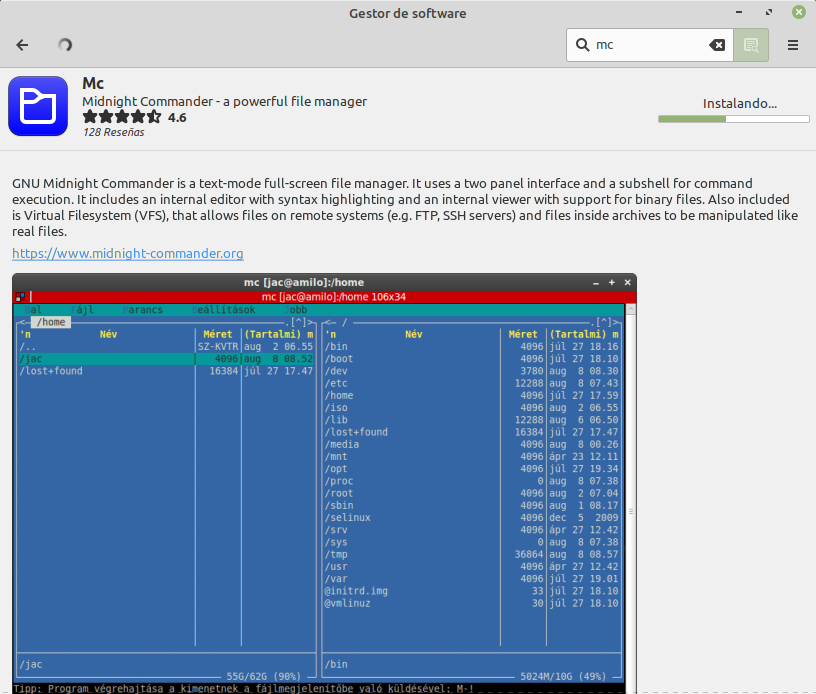 Gestor de software
mc
Mc
Midnight Commander - a powerful file manager
4.6
128 Reseñas
Instalando...
GNU Midnight Commander is a text-mode full-screen file manager. It uses a two panel interface and a subshell for command
execution. It includes an internal editor with syntax highlighting and an internal viewer with support for binary files. Also included
is Virtual Filesystem (VFS), that allows files on remote systems (e.g. FTP, SSH servers) and files inside archives to be manipulated like
real files.
https://www.midnight-commander.org
mc [jac@amilo]:/home
mc [jac@amilo]:/home 106x34
Bal Fájl Parancs Beállítások Jobb
<─ /home .[^]> <─ / .[^]>
'n Név Méret (Tartalmi) m 'n Név Méret (Tartalmi) m
/.. SZ-KVTR aug 2 06.55 /bin 4096 júl 27 18.16
/jac 4096 aug 8 08.52 /boot 4096 júl 27 18.10
/lost+found 16384 júl 27 17.47 /dev 3780 aug 8 08.30
/etc 12288 aug 8 07.43
/home 4096 júl 27 17.59
/iso 4096 aug 2 06.55
/lib 12288 aug 6 06.50
/lost+found 16384 júl 27 17.47
/media 4096 aug 8 00.26
/mnt 4096 ápr 23 12.11
/opt 4096 júl 27 19.34
/proc 0 aug 8 07.38
/root 4096 aug 2 07.04
/sbin 4096 aug 1 08.17
/selinux 4096 dec 5 2009
/srv 4096 ápr 27 12.42
/sys 0 aug 8 07.38
/tmp 36864 aug 8 08.57
/usr 4096 ápr 27 12.42
/var 4096 júl 27 19.01
@initrd.img 33 júl 27 18.10
@vmlinuz 30 júl 27 18.10
/jac /bin
55G/62G (90%) 5024M/10G (49%)
Tipp: Program végrehajtása a kimenetnek a fájlmegjelenítőbe való küldésével: M-!